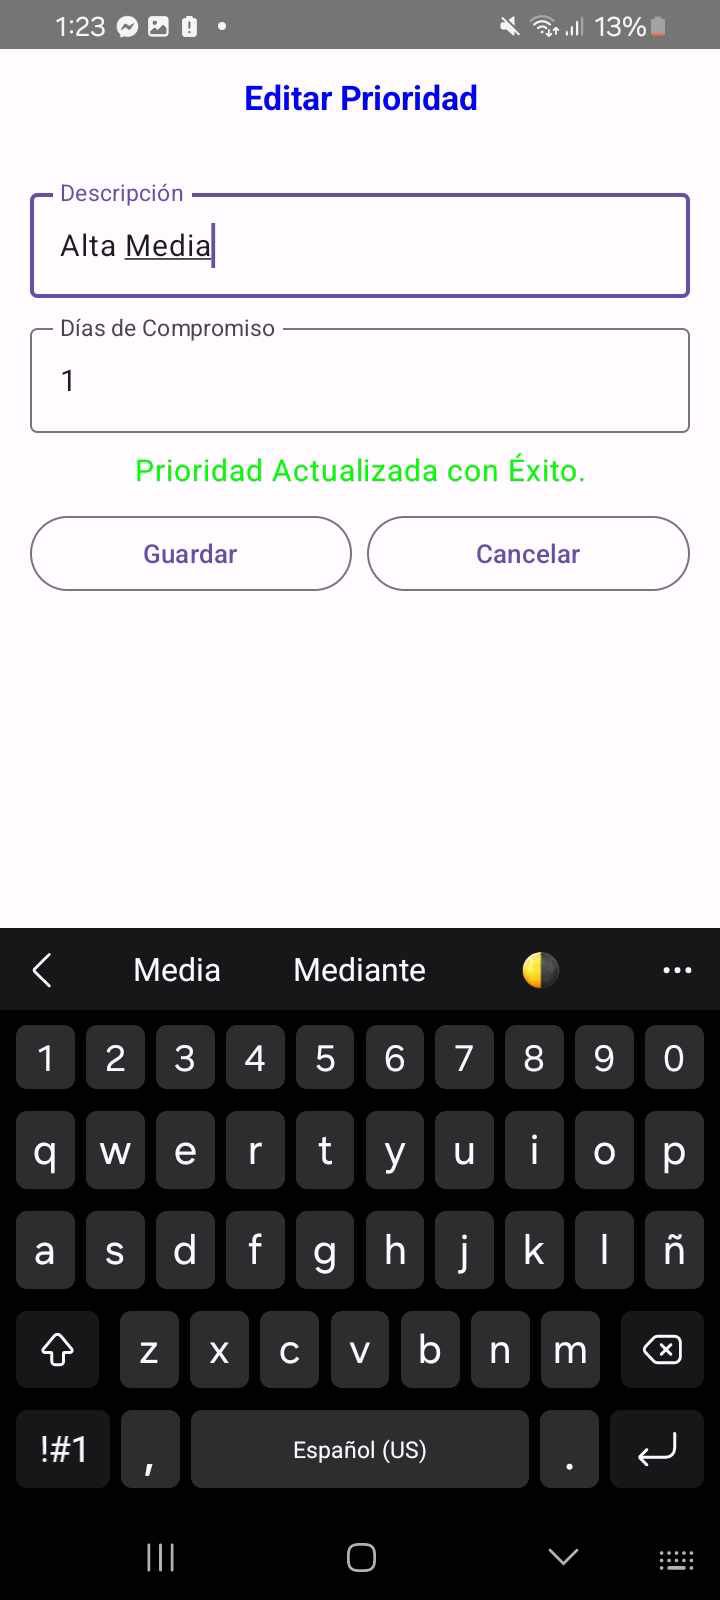 1:23 13%
Editar Prioridad
Descripción
Alta Media
Días de Compromiso
1
Prioridad Actualizada con Éxito.
Guardar Cancelar
Media Mediante
1 2 3 4 5 6 7 8 9 0
q w e r t y u i o p
a s d f g h j k l ñ
z x c v b n m
!#1 , Español (US) .